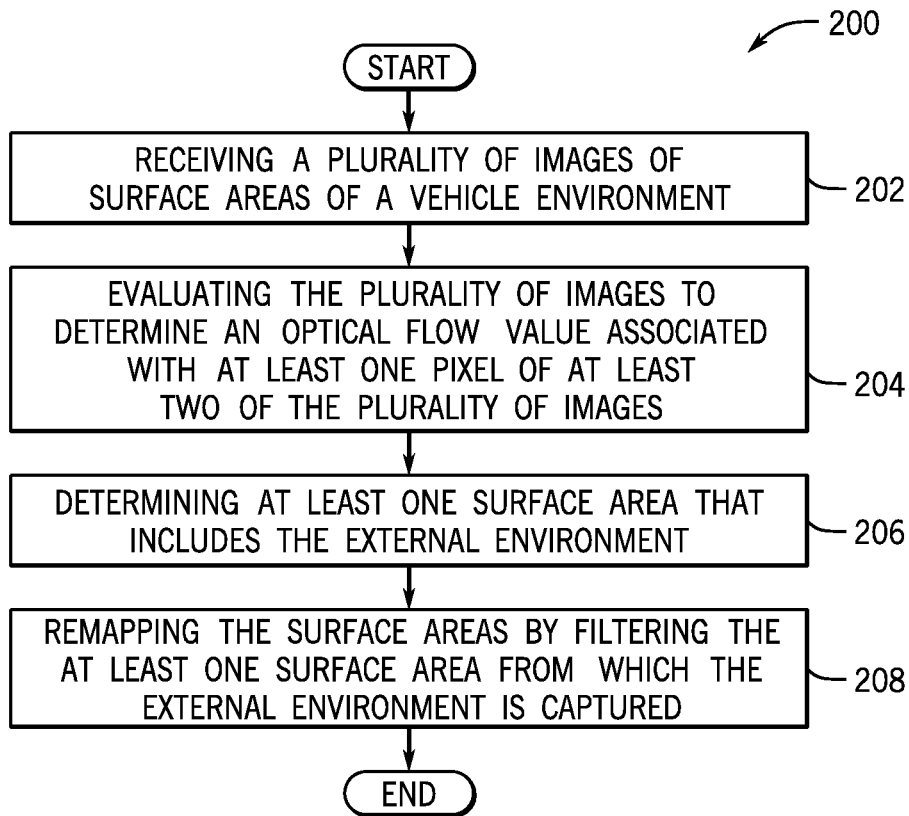 200
START
RECEIVING A PLURALITY OF IMAGES OF
SURFACE AREAS OF A VEHICLE ENVIRONMENT
202
EVALUATING THE PLURALITY OF IMAGES TO
DETERMINE AN OPTICAL FLOW VALUE ASSOCIATED
WITH AT LEAST ONE PIXEL OF AT LEAST
TWO OF THE PLURALITY OF IMAGES
204
DETERMINING AT LEAST ONE SURFACE AREA THAT
INCLUDES THE EXTERNAL ENVIRONMENT
206
REMAPPING THE SURFACE AREAS BY FILTERING THE
AT LEAST ONE SURFACE AREA FROM WHICH THE
EXTERNAL ENVIRONMENT IS CAPTURED
208
END